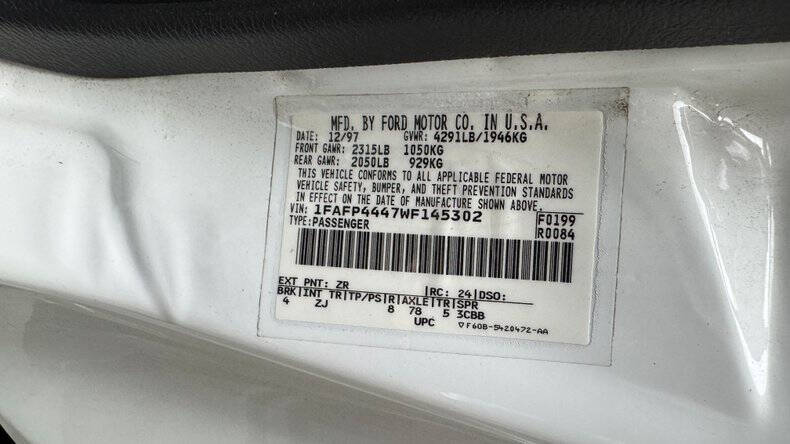 MFD. BY FORD MOTOR CO. IN U.S.A.
DATE: 12/97 GVWR: 4291LB/1946KG
FRONT GAWR: 2315LB 1050KG
REAR GAWR: 2050LB 929KG
THIS VEHICLE CONFORMS TO ALL APPLICABLE FEDERAL MOTOR
VEHICLE SAFETY, BUMPER, AND THEFT PREVENTION STANDARDS
IN EFFECT ON THE DATE OF MANUFACTURE SHOWN ABOVE.
VIN: 1FAFP4447WF145302 F0199
TYPE: PASSENGER R0084
EXT PNT: ZR |RC: 24|DSO:
BRK|INT TR|TP/PS|R|AXLE|TR|SPR
4 ZJ 8 78 5 3CBB
UPC ▽F60B-5420472-AA